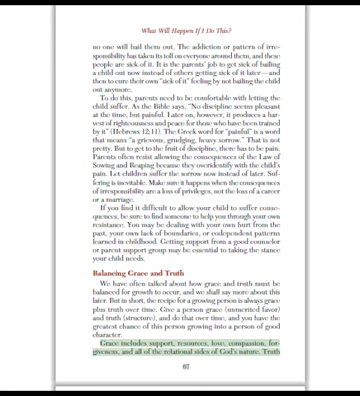 What Will Happen If I Do This?
no one will bail them out. The addiction or pattern of irre-
sponsibility has taken its toll on everyone around them, and these
people are sick of it. It is the parents' job to get sick of bailing
a child out now instead of others getting sick of it later—and
then to cure their own "sick of it" feeling by not bailing the child
out anymore.
To do this, parents need to be comfortable with letting the
child suffer. As the Bible says, "No discipline seems pleasant
at the time, but painful. Later on, however, it produces a har-
vest of righteousness and peace for those who have been trained
by it" (Hebrews 12:11). The Greek word for "painful" is a word
that means "a grievous, grudging, heavy sorrow." That is not
pretty. But to get to the fruit of discipline, there has to be pain.
Parents often resist allowing the consequences of the Law of
Sowing and Reaping because they overidentify with the child's
pain. Let children suffer the sorrow now instead of later. Suf-
fering is inevitable. Make sure it happens when the consequences
of irresponsibility are a loss of privileges, not the loss of a career
or a marriage.
If you find it difficult to allow your child to suffer conse-
quences, be sure to find someone to help you through your own
resistance. You may be dealing with your own hurt from the
past, your own lack of boundaries, or codependent patterns
learned in childhood. Getting support from a good counselor
or parent support group may be essential to taking the stance
your child needs.
Balancing Grace and Truth
We have often talked about how grace and truth must be
balanced for growth to occur, and we shall say more about this
later. But in short, the recipe for a growing person is always grace
plus truth over time. Give a person grace (unmerited favor)
and truth (structure), and do that over time, and you have the
greatest chance of this person growing into a person of good
character.
Grace includes support, resources, love, compassion, for-
giveness, and all of the relational sides of God's nature. Truth
67